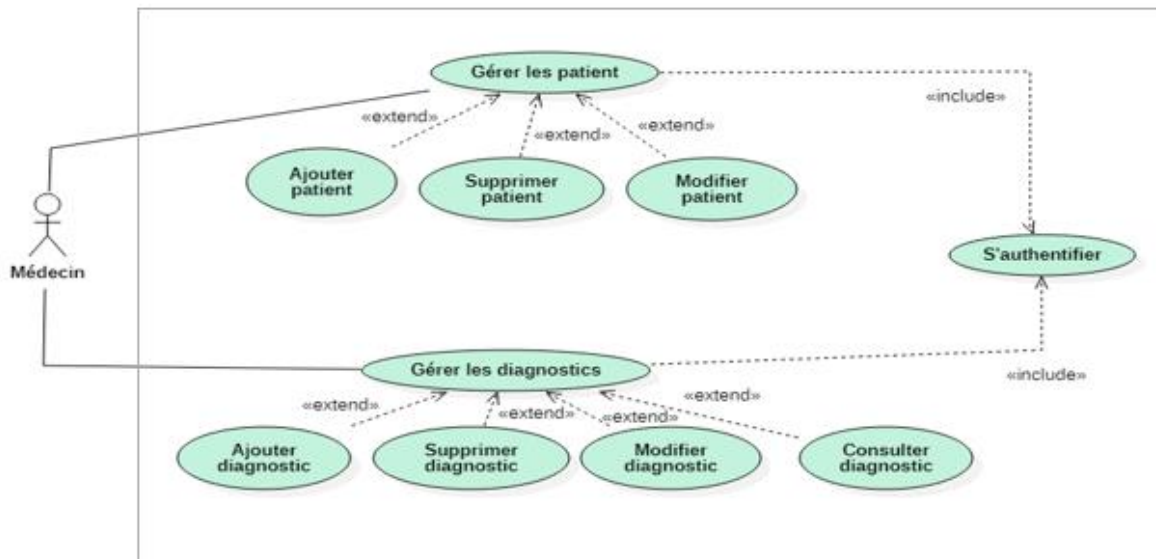 Gérer les patient
«include»
«extend»
«extend»
«extend»
Ajouter
patient
Supprimer
patient
Modifier
patient
Médecin
S'authentifier
Gérer les diagnostics
«include»
«extend»
«extend»
«extend»
«extend»
Ajouter
diagnostic
Supprimer
diagnostic
Modifier
diagnostic
Consulter
diagnostic